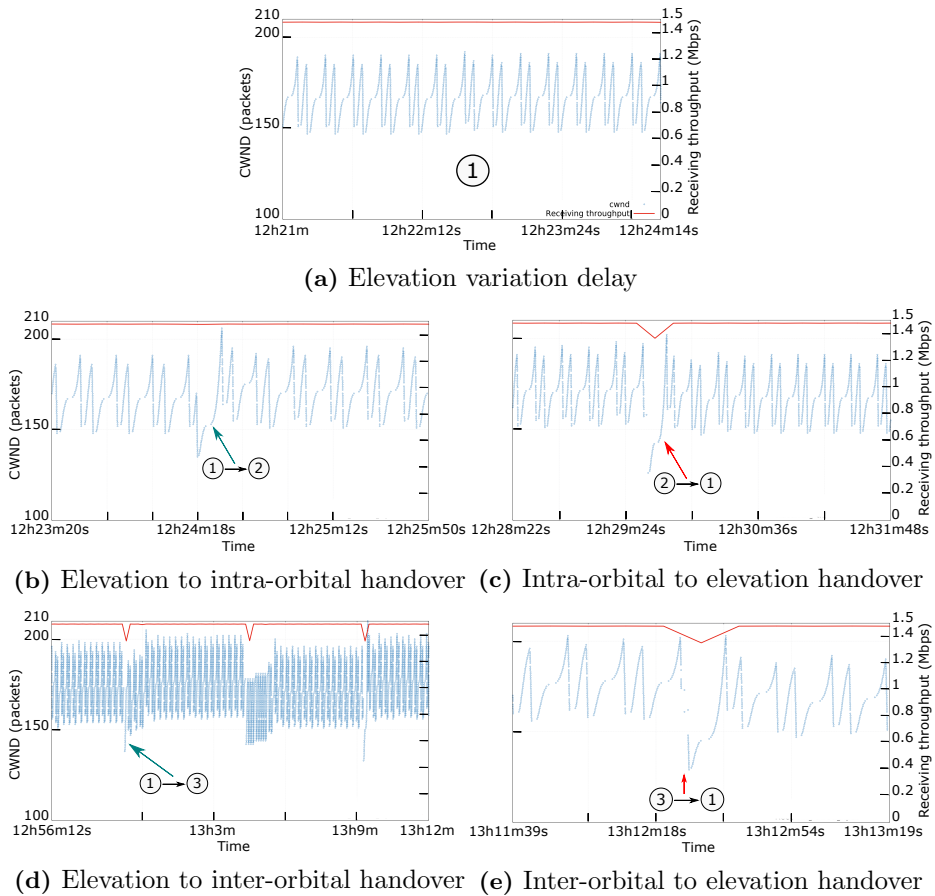 210
200
150
100
CWND (packets)
1.5
1.4
1.2
1
0.8
0.6
0.4
0.2
0
Receiving throughput (Mbps)
1
cwnd
Receiving throughput
12h21m 12h22m12s 12h23m24s 12h24m14s
Time
(a) Elevation variation delay
210
200
150
100
CWND (packets)
1 2
12h23m20s 12h24m18s 12h25m12s 12h25m50s
Time
(b) Elevation to intra-orbital handover
1.5
1.4
1.2
1
0.8
0.6
0.4
0.2
0
Receiving throughput (Mbps)
2 1
12h28m22s 12h29m24s 12h30m36s 12h31m48s
Time
(c) Intra-orbital to elevation handover
210
200
150
100
CWND (packets)
1 3
12h56m12s 13h3m 13h9m 13h12m
Time
(d) Elevation to inter-orbital handover
1.5
1.4
1.2
1
0.8
0.6
0.4
0.2
0
Receiving throughput (Mbps)
3 1
13h11m39s 13h12m18s 13h12m54s 13h13m19s
Time
(e) Inter-orbital to elevation handover